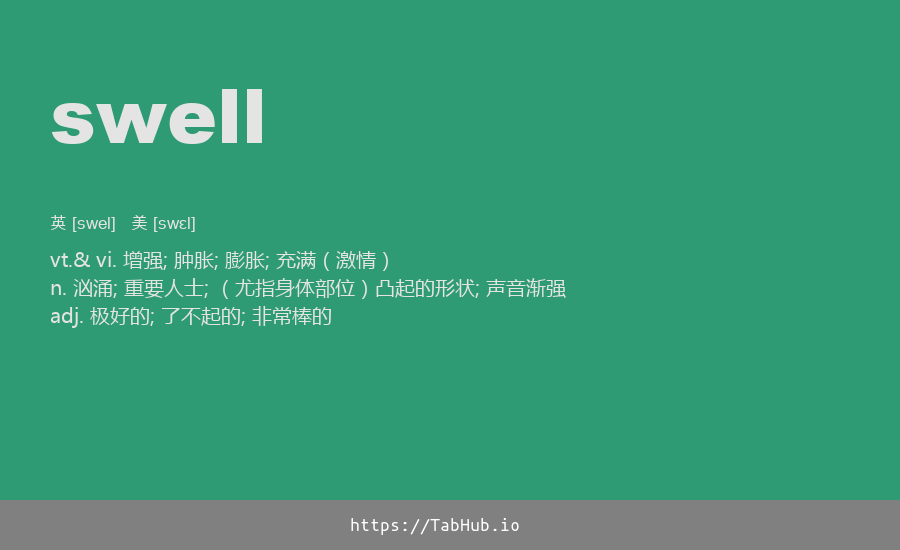 swell
英 [swel] 美 [swɛl]
vt.& vi. 增强; 肿胀; 膨胀; 充满 ( 激情 )
n. 汹涌; 重要人士; ( 尤指身体部位 ) 凸起的形状; 声音渐强
adj. 极好的; 了不起的; 非常棒的
https://TabHub.io